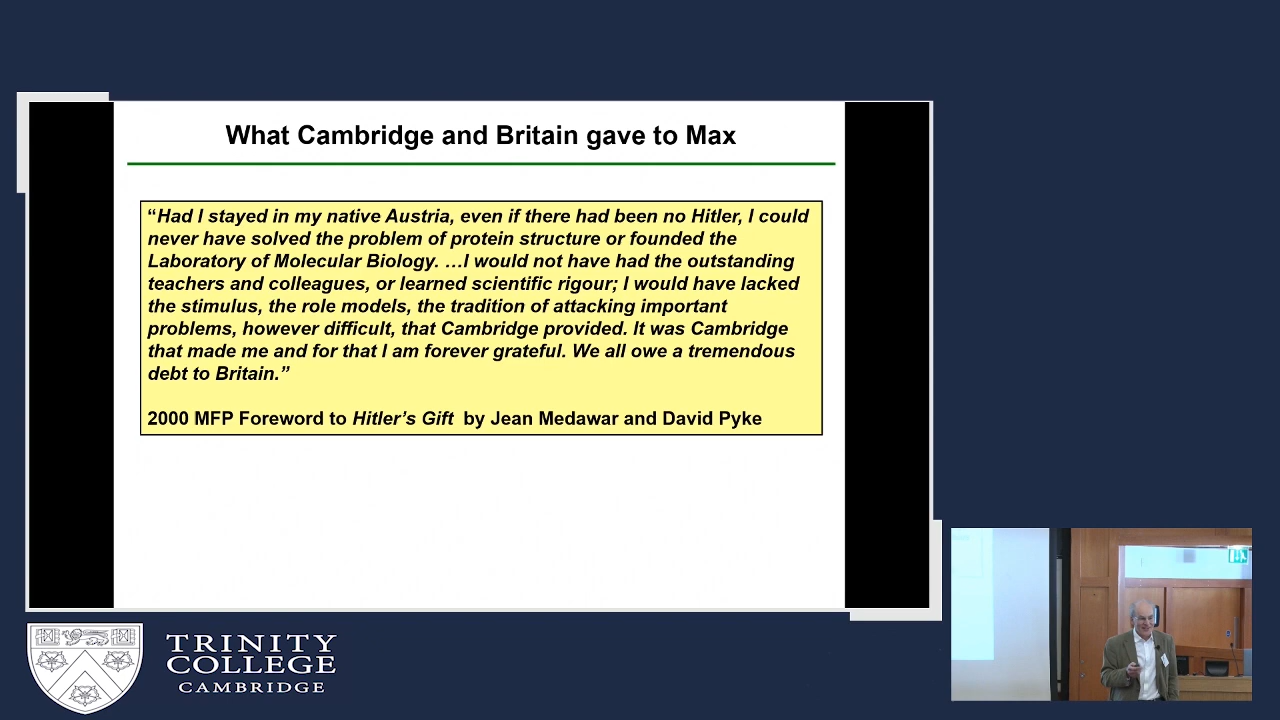 What Cambridge and Britain gave to Max
“Had I stayed in my native Austria, even if there had been no Hitler, I could
never have solved the problem of protein structure or founded the
Laboratory of Molecular Biology. …I would not have had the outstanding
teachers and colleagues, or learned scientific rigour; I would have lacked
the stimulus, the role models, the tradition of attacking important
problems, however difficult, that Cambridge provided. It was Cambridge
that made me and for that I am forever grateful. We all owe a tremendous
debt to Britain.”
2000 MFP Foreword to Hitler’s Gift by Jean Medawar and David Pyke
TRINITY
COLLEGE
CAMBRIDGE